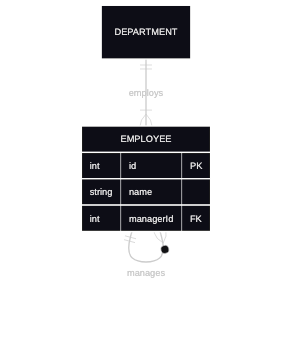 DEPARTMENT
employs
EMPLOYEE
int id PK
string name
int managerId FK
manages